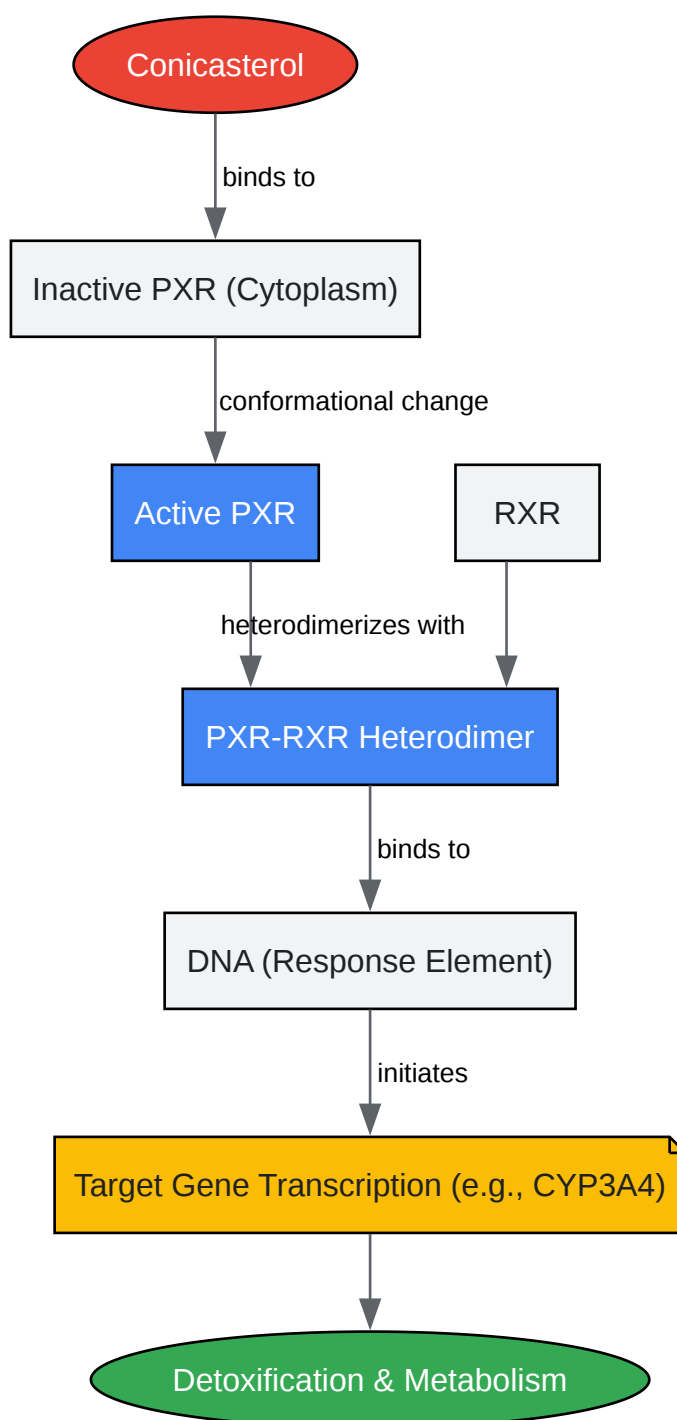 Conicasterol
binds to
Inactive PXR (Cytoplasm)
conformational change
Active PXR
RXR
heterodimerizes with
PXR-RXR Heterodimer
binds to
DNA (Response Element)
initiates
Target Gene Transcription (e.g., CYP3A4)
Detoxification & Metabolism